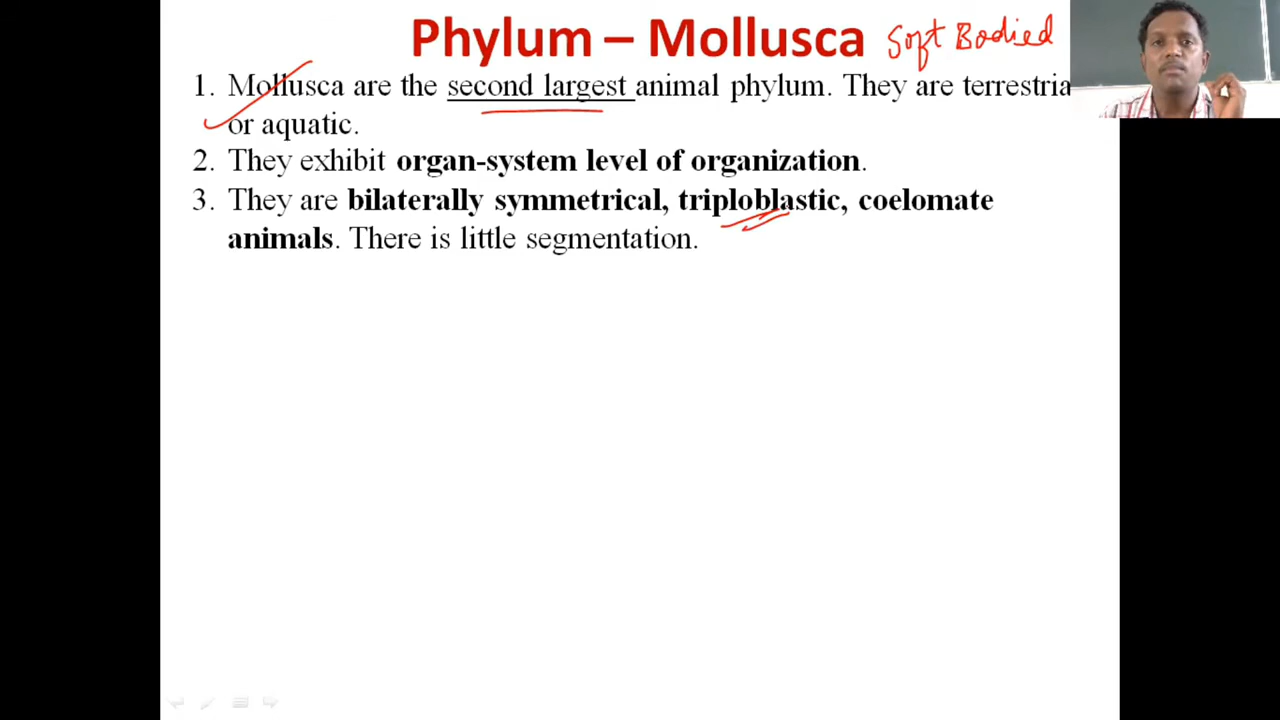 Phylum – Mollusca Soft Bodied
1. Mollusca are the second largest animal phylum. They are terrestria
or aquatic.
2. They exhibit organ-system level of organization.
3. They are bilaterally symmetrical, triploblastic, coelomate
animals. There is little segmentation.